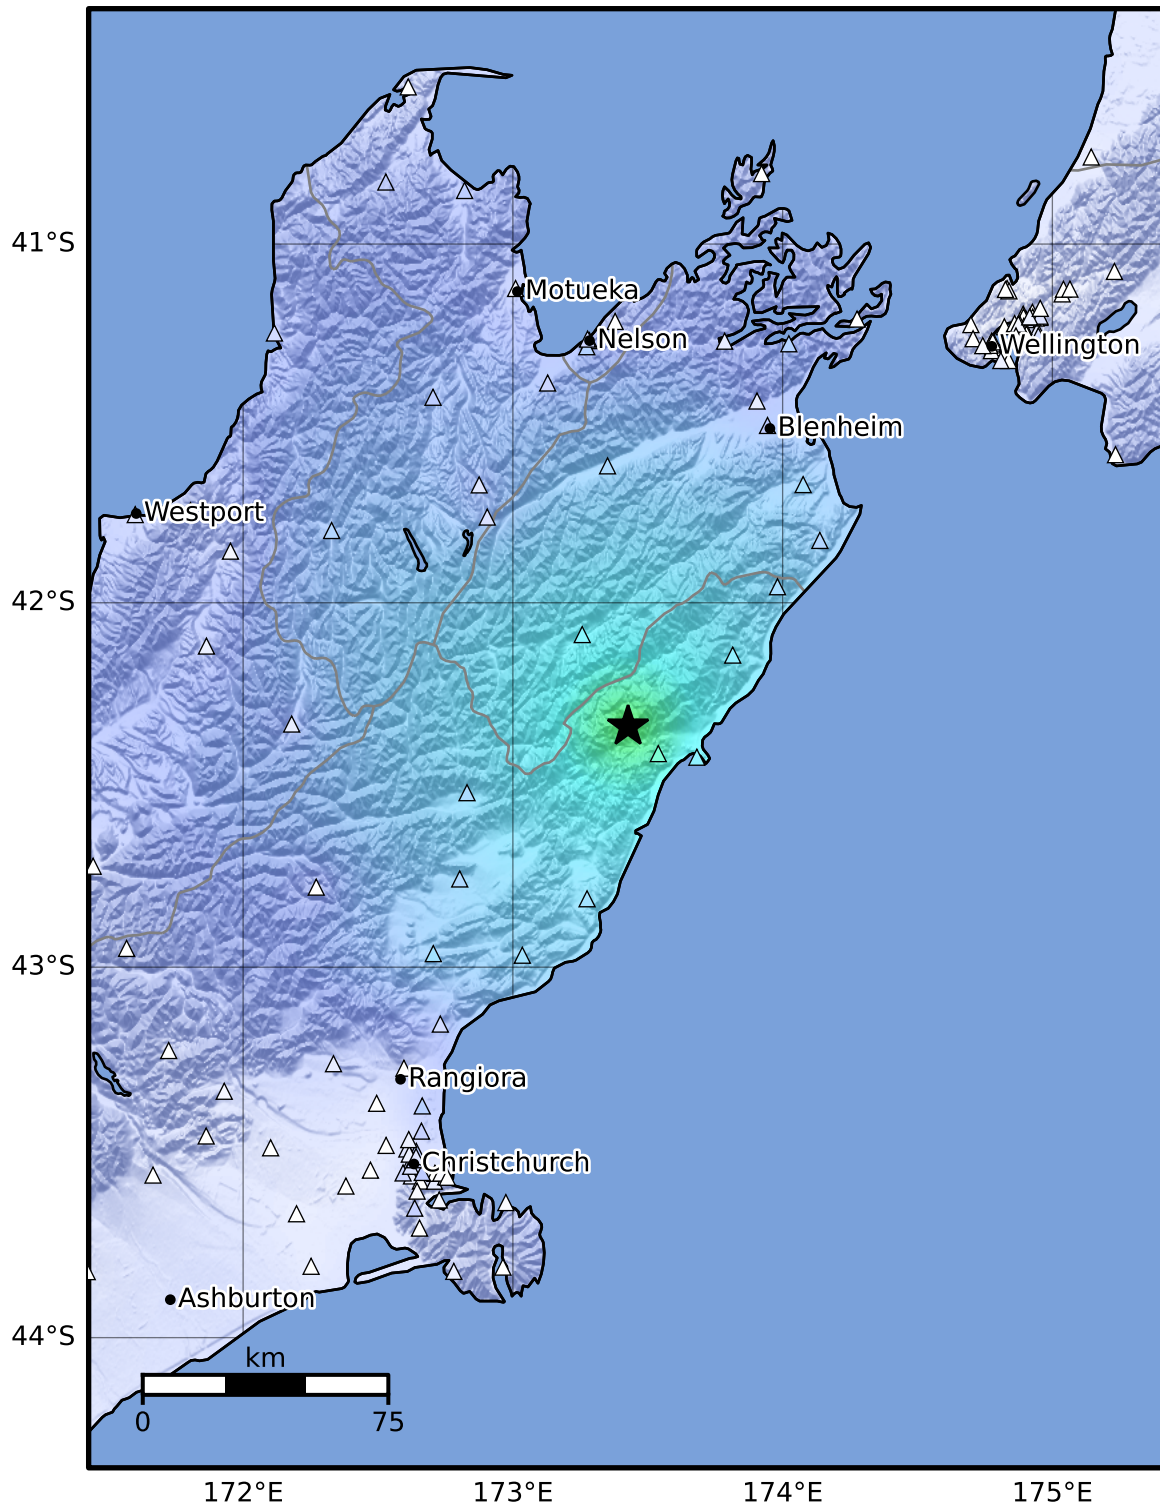 41°S
Motueka
Nelson
Wellington
Blenheim
Westport
42°S
43°S
Rangiora
Christchurch
Ashburton
44°S
km
0 75
172°E 173°E 174°E 175°E